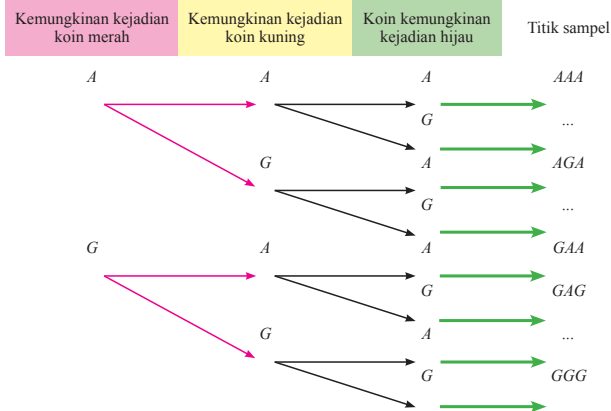 Kemungkinan kejadian
koin merah
Kemungkinan kejadian
koin kuning
Koin kemungkinan
kejadian hijau
Titik sampel
A A A AAA
G ...
G A AGA
G ...
G A A GAA
G GAG
G A ...
G GGG